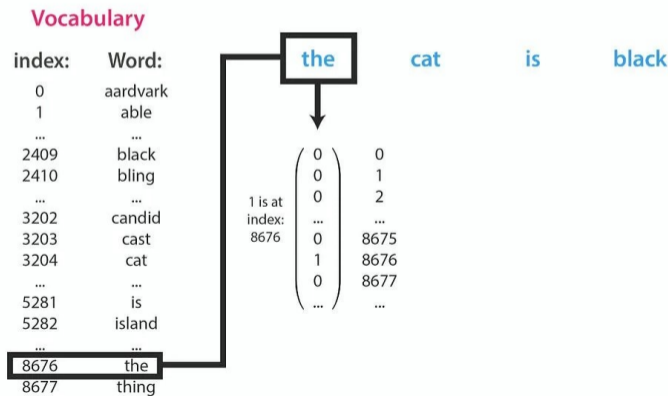 Vocabulary
index: Word:
0 aardvark
1 able
... ...
2409 black
2410 bling
... ...
3202 candid
3203 cast
3204 cat
... ...
5281 is
5282 island
... ...
8676 the
8677 thing
the cat is black
1 is at
index:
8676
0 0
0 1
0 2
... ...
0 8675
1 8676
0 8677
... ...